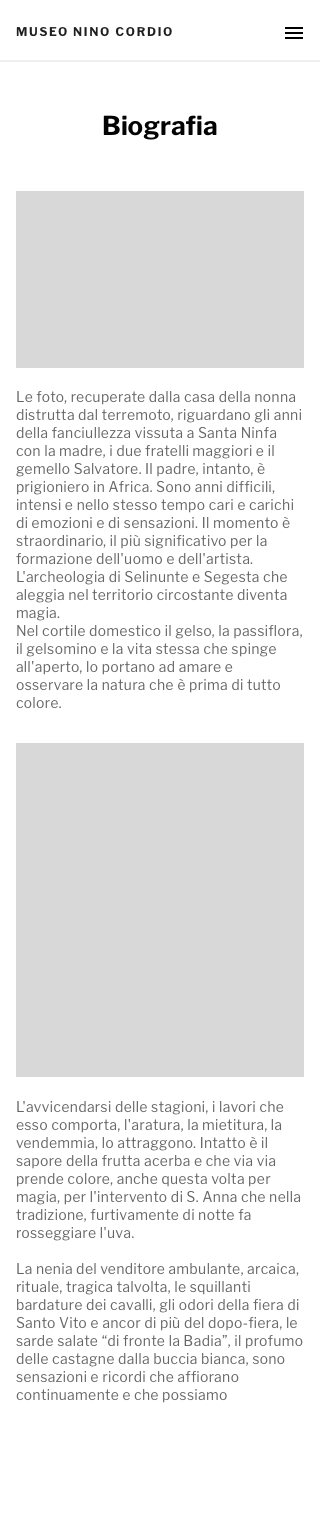 MUSEO NINO CORDIO
Biografia
Le foto, recuperate dalla casa della nonna
distrutta dal terremoto, riguardano gli anni
della fanciullezza vissuta a Santa Ninfa
con la madre, i due fratelli maggiori e il
gemello Salvatore. Il padre, intanto, è
prigioniero in Africa. Sono anni difficili,
intensi e nello stesso tempo cari e carichi
di emozioni e di sensazioni. Il momento è
straordinario, il più significativo per la
formazione dell'uomo e dell'artista.
L'archeologia di Selinunte e Segesta che
aleggia nel territorio circostante diventa
magia.
Nel cortile domestico il gelso, la passiflora,
il gelsomino e la vita stessa che spinge
all'aperto, lo portano ad amare e
osservare la natura che è prima di tutto
colore.
L'avvicendarsi delle stagioni, i lavori che
esso comporta, l'aratura, la mietitura, la
vendemmia, lo attraggono. Intatto è il
sapore della frutta acerba e che via via
prende colore, anche questa volta per
magia, per l'intervento di S. Anna che nella
tradizione, furtivamente di notte fa
rosseggiare l'uva.
La nenia del venditore ambulante, arcaica,
rituale, tragica talvolta, le squillanti
bardature dei cavalli, gli odori della fiera di
Santo Vito e ancor di più del dopo-fiera, le
sarde salate “di fronte la Badia”, il profumo
delle castagne dalla buccia bianca, sono
sensazioni e ricordi che affiorano
continuamente e che possiamo